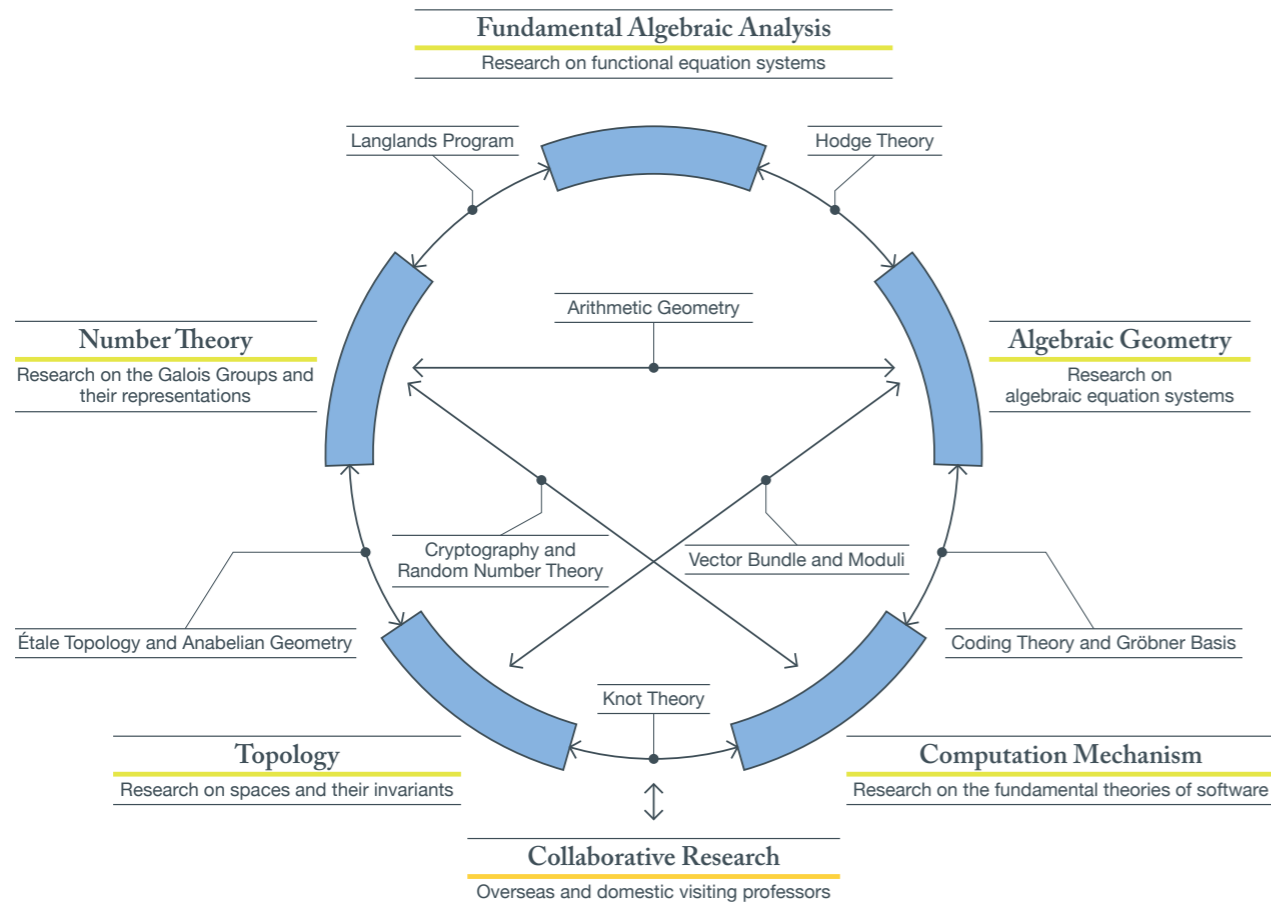 Fundamental Algebraic Analysis
Research on functional equation systems
Langlands Program
Hodge Theory
Arithmetic Geometry
Number Theory
Research on the Galois Groups and
their representations
Algebraic Geometry
Research on
algebraic equation systems
Cryptography and
Random Number Theory
Vector Bundle and Moduli
Étale Topology and Anabelian Geometry
Coding Theory and Gröbner Basis
Knot Theory
Topology
Research on spaces and their invariants
Computation Mechanism
Research on the fundamental theories of software
Collaborative Research
Overseas and domestic visiting professors